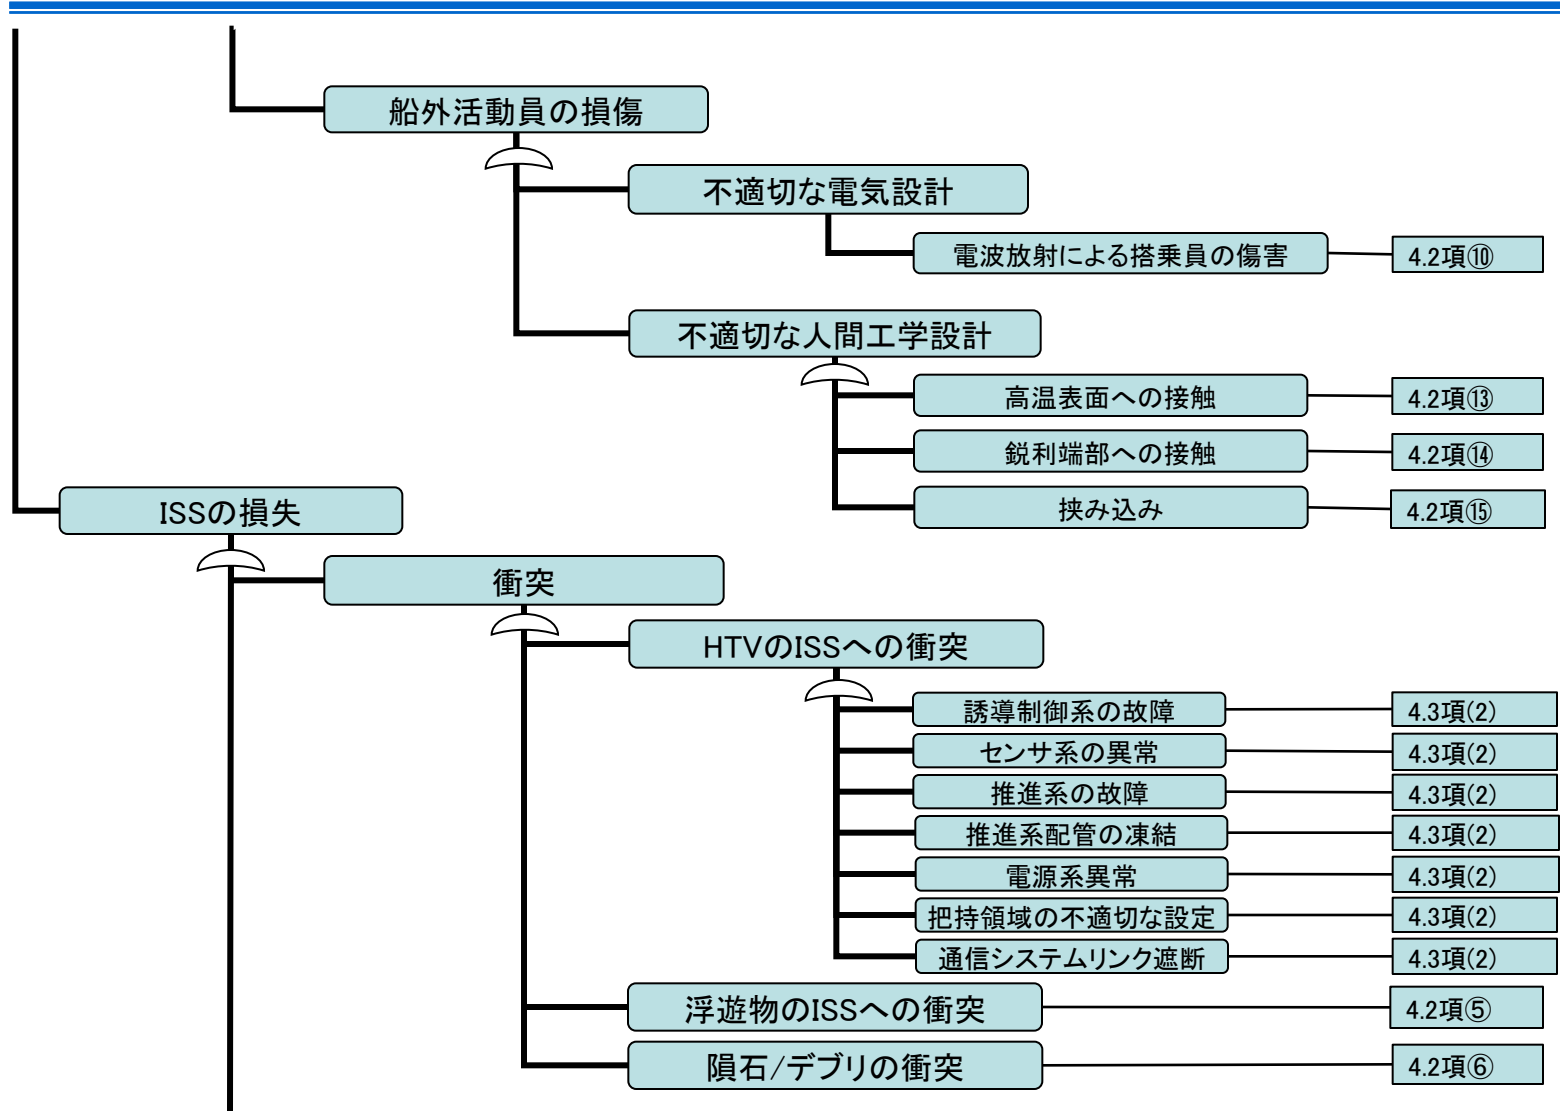 船外活動員の損傷
不適切な電気設計
電波放射による搭乗員の傷害 4.2項⑩
不適切な人間工学設計
高温表面への接触 4.2項⑬
鋭利端部への接触 4.2項⑭
挟み込み 4.2項⑮
ISSの損失
衝突
HTVのISSへの衝突
誘導制御系の故障 4.3項(2)
センサ系の異常 4.3項(2)
推進系の故障 4.3項(2)
推進系配管の凍結 4.3項(2)
電源系異常 4.3項(2)
把持領域の不適切な設定 4.3項(2)
通信システムリンク遮断 4.3項(2)
浮遊物のISSへの衝突 4.2項⑤
隕石/デブリの衝突 4.2項⑥